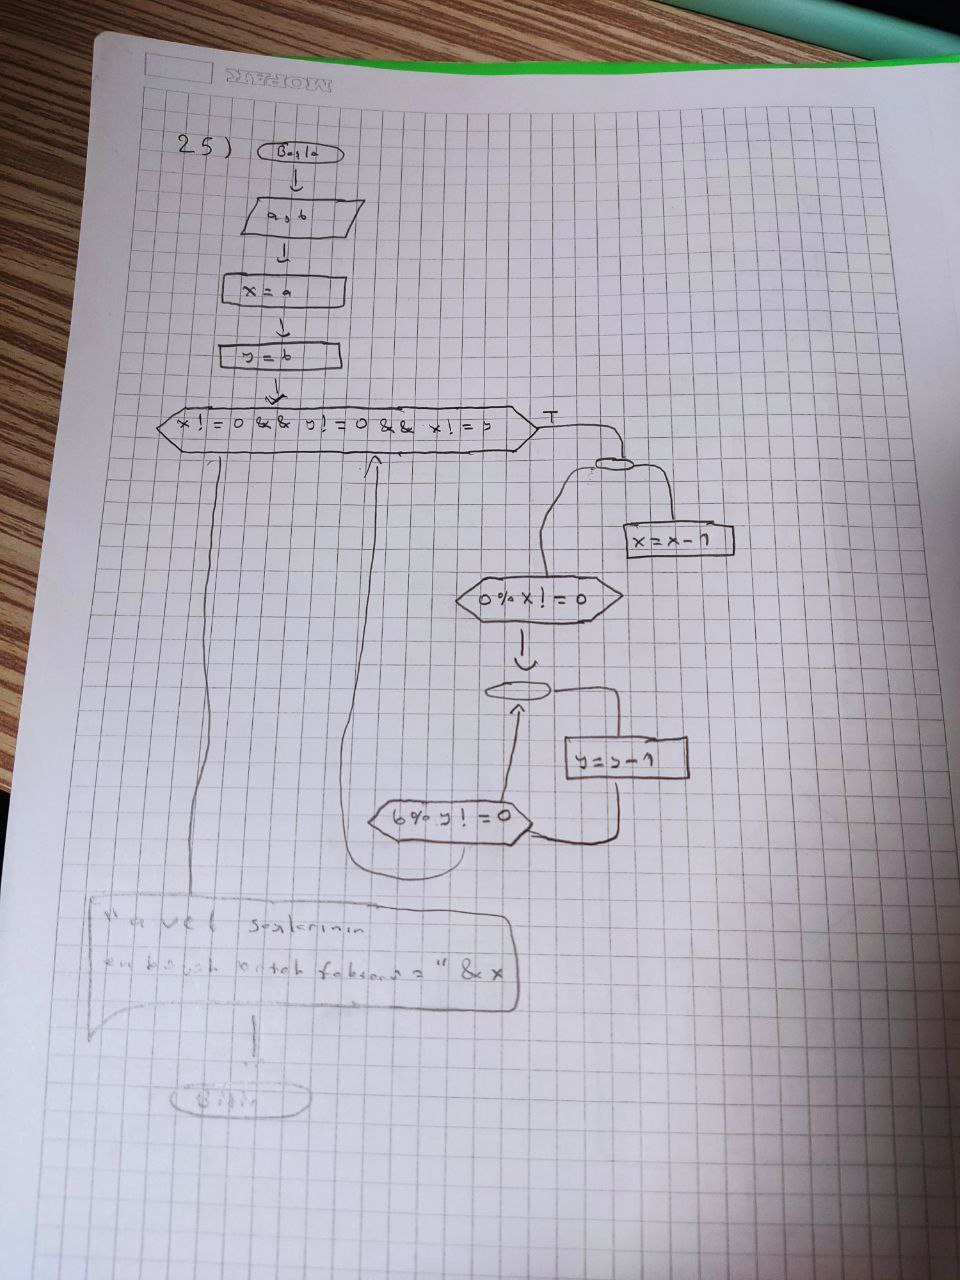 MOPAK
25) Başla
a, b
x = a
y = b
x != 0 && y != 0 && x != y
T
x = x - 1
a % x != 0
y = y - 1
b % y != 0
"a ve b sayılarının
en büyük ortak faktörü = " & x
Bitir